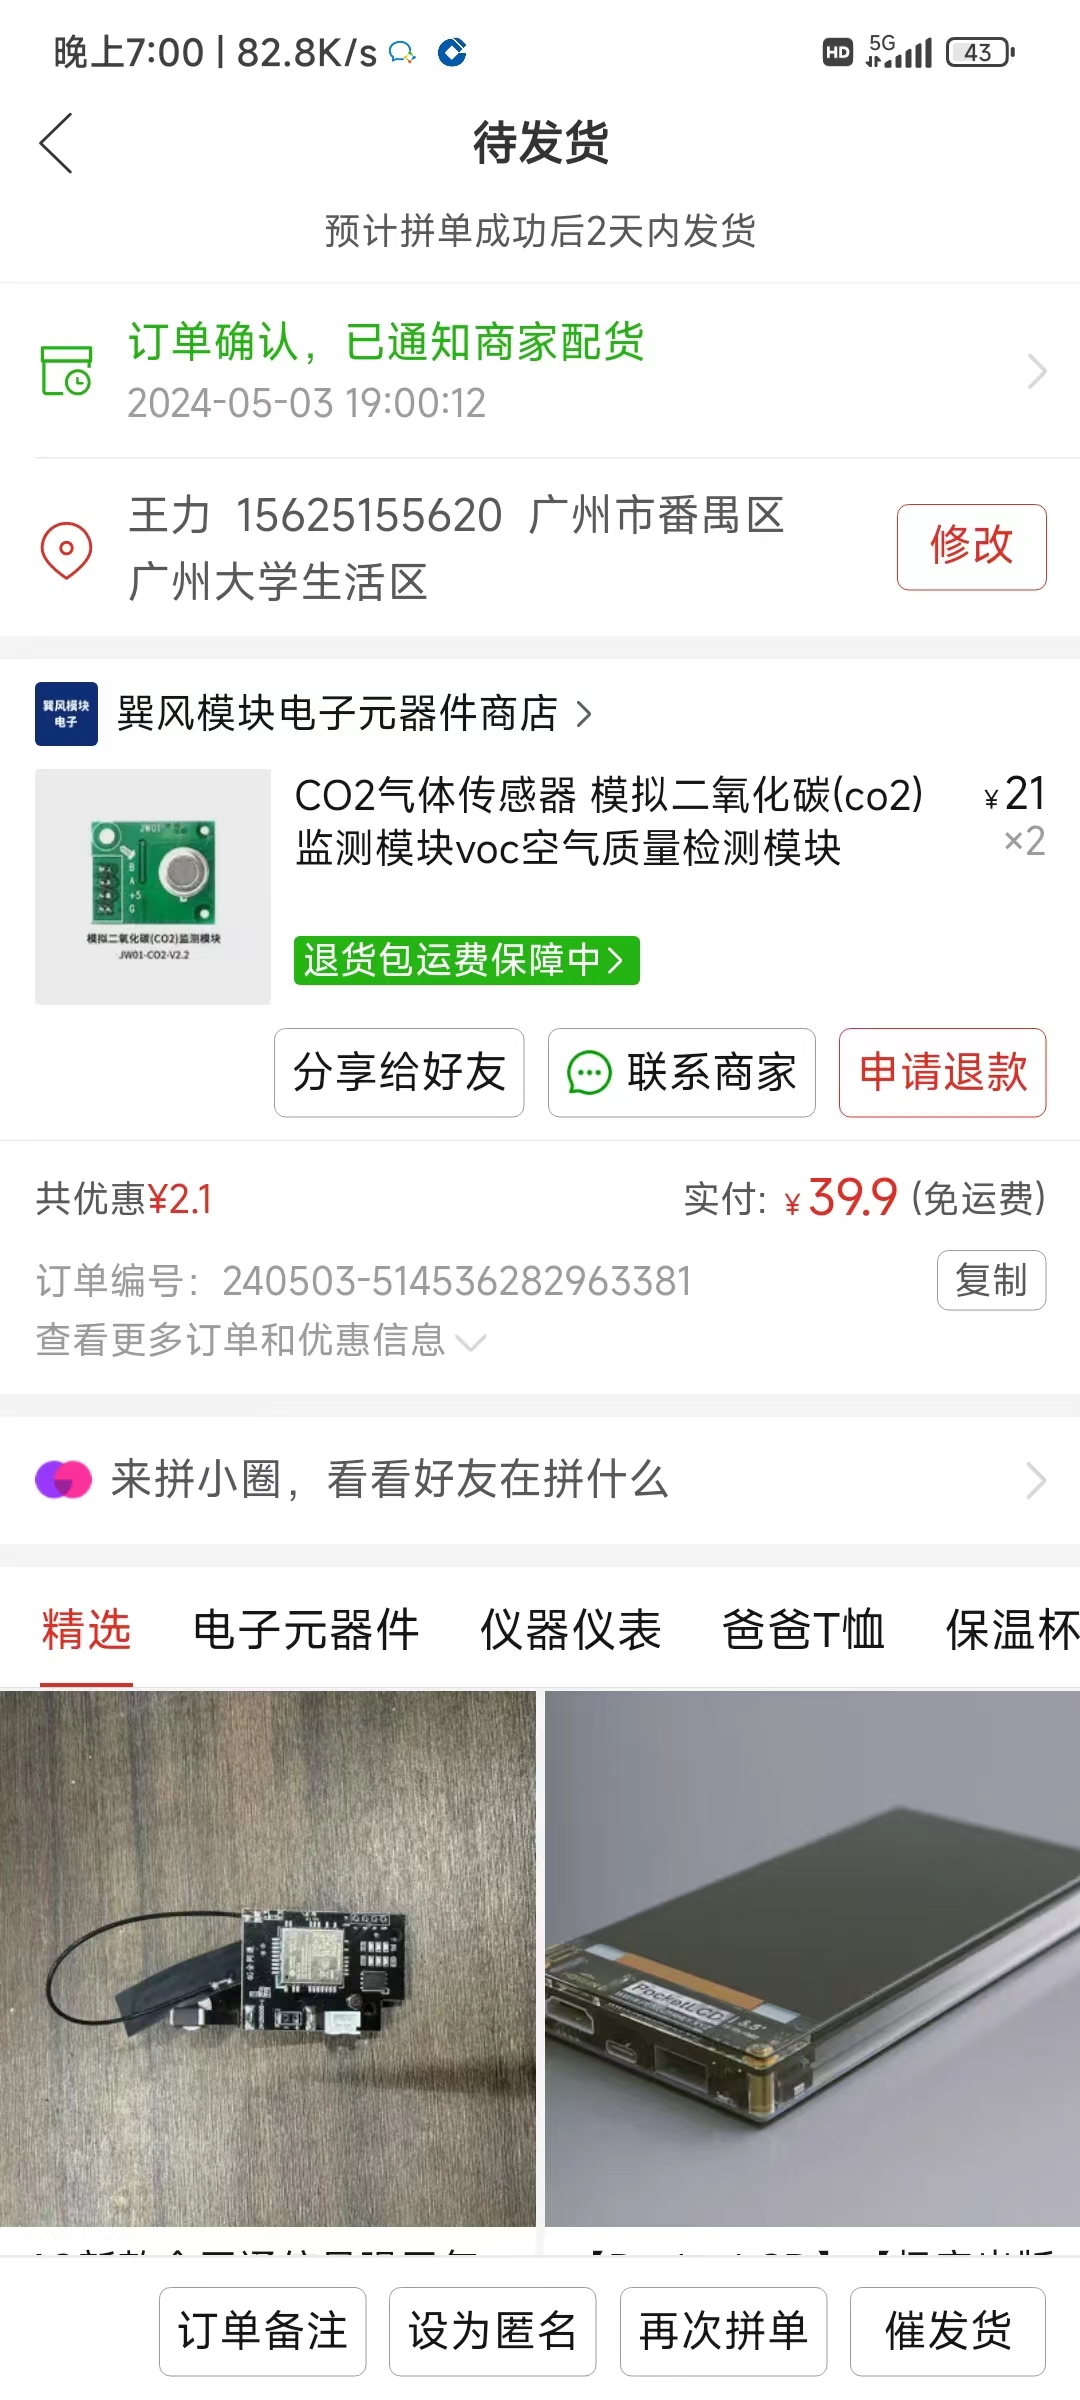 晚上7:00 | 82.8K/s
HD 5G 43
待发货
预计拼单成功后2天内发货
订单确认，已通知商家配货
2024-05-03 19:00:12
王力 15625155620 广州市番禺区
广州大学生活区
修改
巽风模块
电子
巽风模块电子元器件商店
JW01
B
A
+5
G
模拟二氧化碳(CO2)监测模块
JW01-CO2-V2.2
CO2气体传感器 模拟二氧化碳(co2)
监测模块voc空气质量检测模块
¥21
×2
退货包运费保障中
分享给好友
联系商家
申请退款
共优惠¥2.1
实付: ¥39.9 (免运费)
订单编号：240503-514536282963381
复制
查看更多订单和优惠信息
来拼小圈，看看好友在拼什么
精选 电子元器件 仪器仪表 爸爸T恤 保温杯
PocketLCD
5.5"
订单备注 设为匿名 再次拼单 催发货